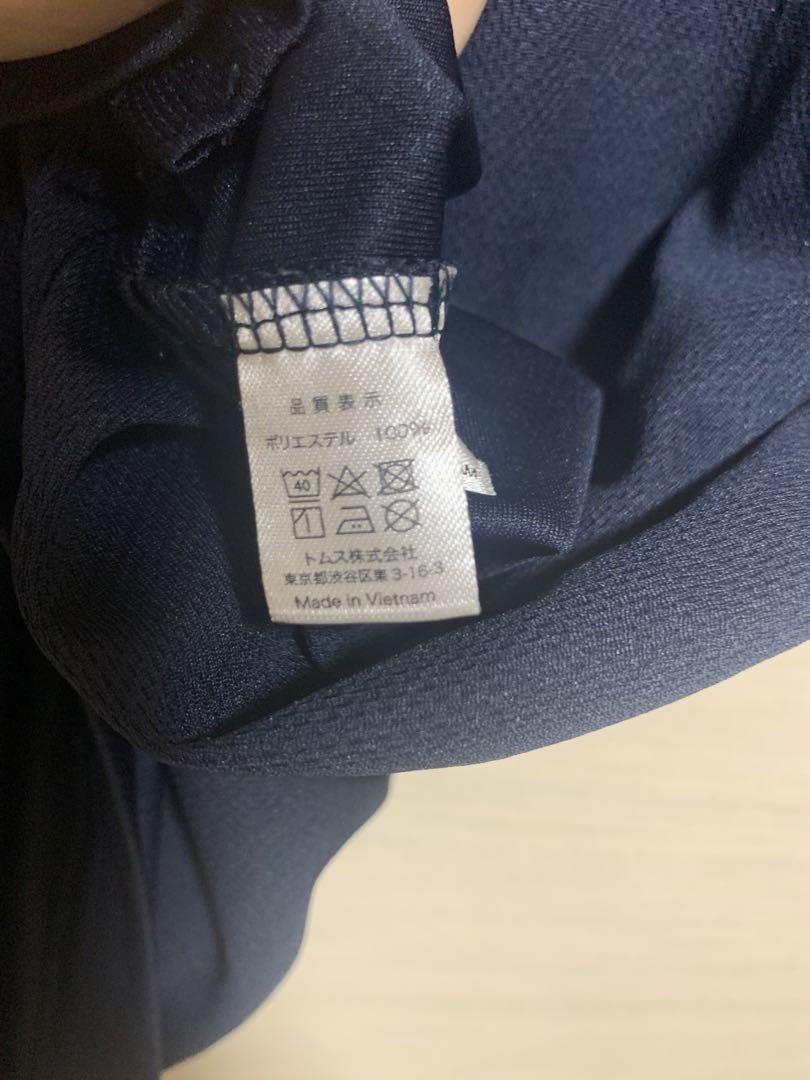 品質表示
ポリエステル 100%
40
トムス株式会社
東京都渋谷区東 3-16-3
Made in Vietnam